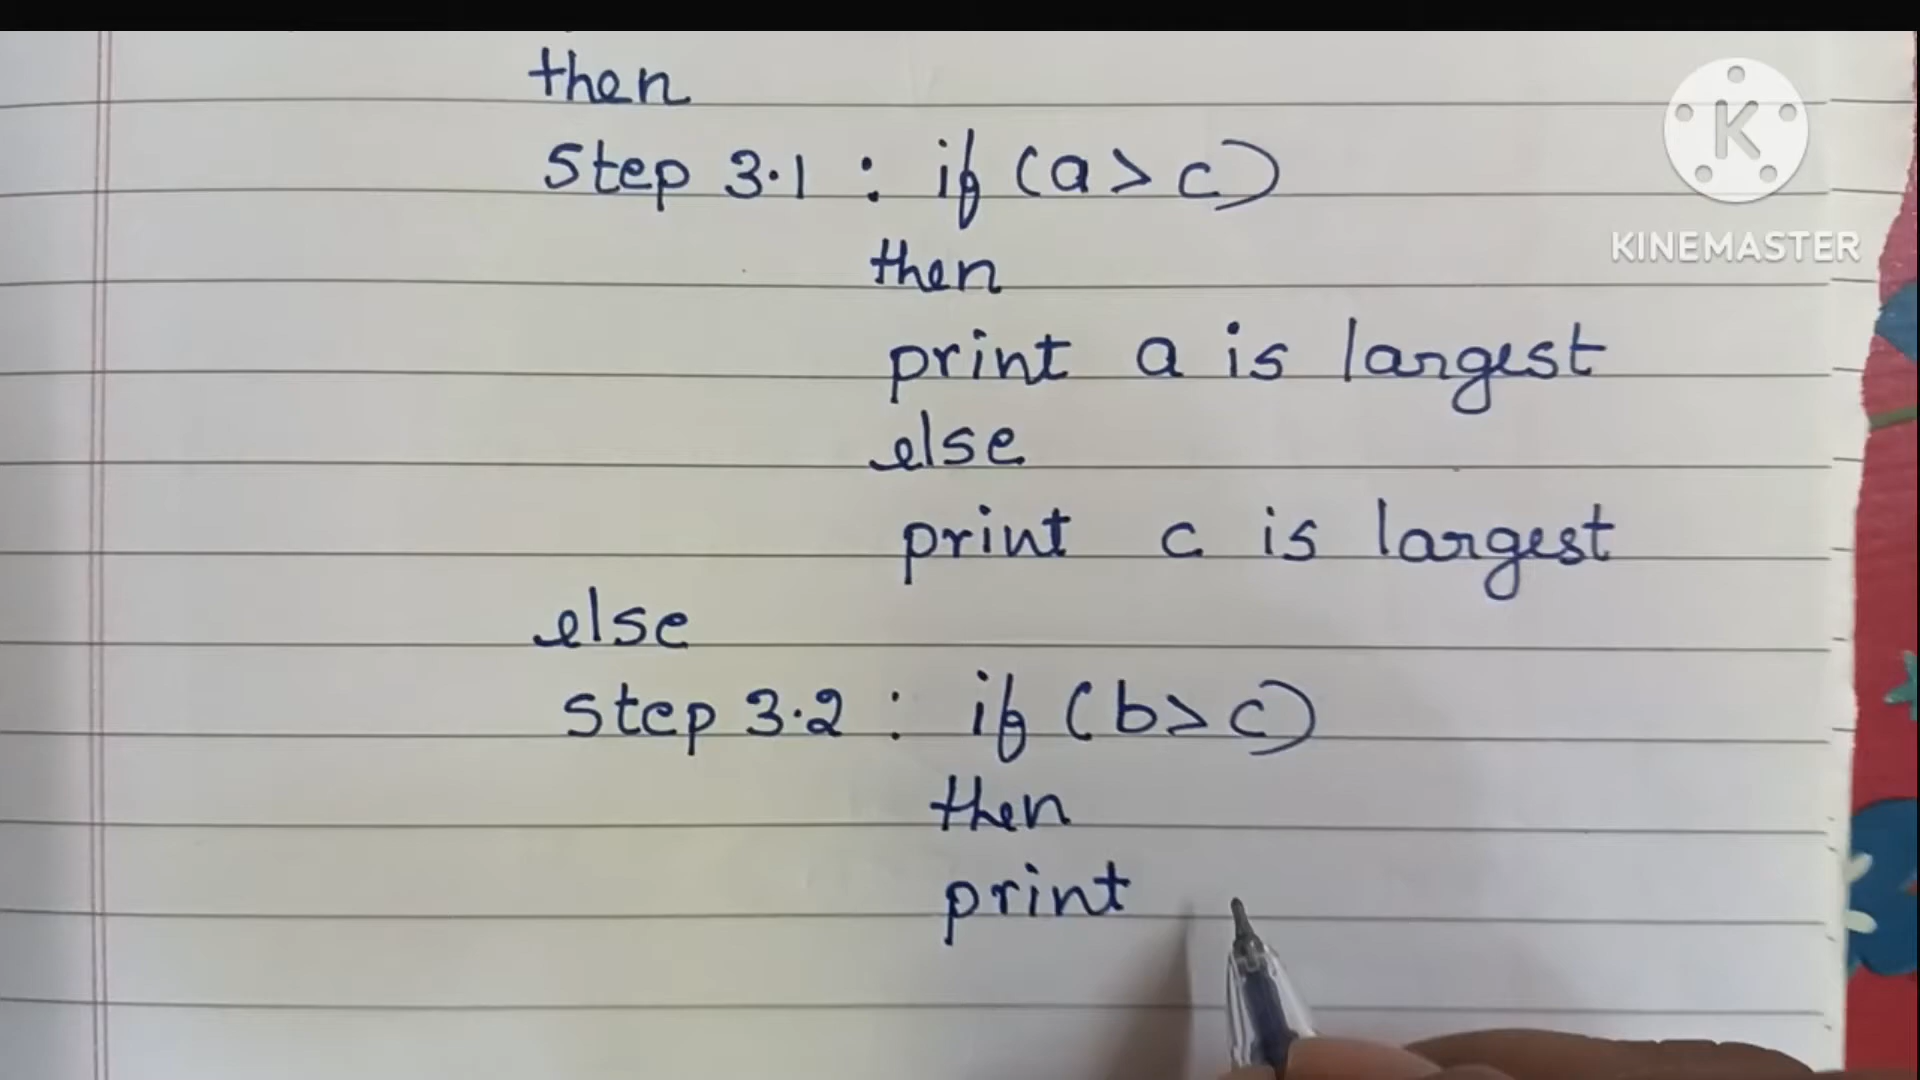 then
Step 3.1 : if (a > c)
K
then
KINEMASTER
print a is largest
else
print c is largest
else
Step 3.2 : if (b > c)
then
print